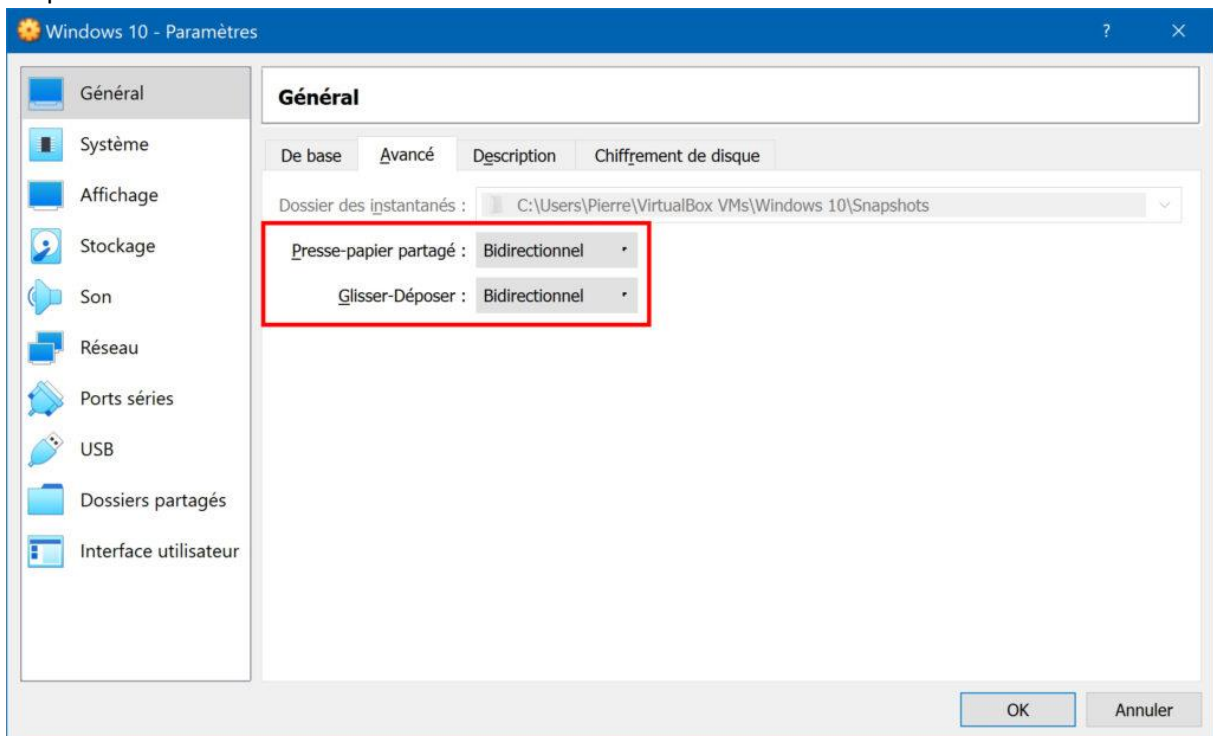 Windows 10 - Paramètres
?
Général
Système
Affichage
Stockage
Son
Réseau
Ports séries
USB
Dossiers partagés
Interface utilisateur
Général
De base Avancé Description Chiffrement de disque
Dossier des instantanés : C:\Users\Pierre\VirtualBox VMs\Windows 10\Snapshots
Presse-papier partagé : Bidirectionnel
Glisser-Déposer : Bidirectionnel
OK Annuler